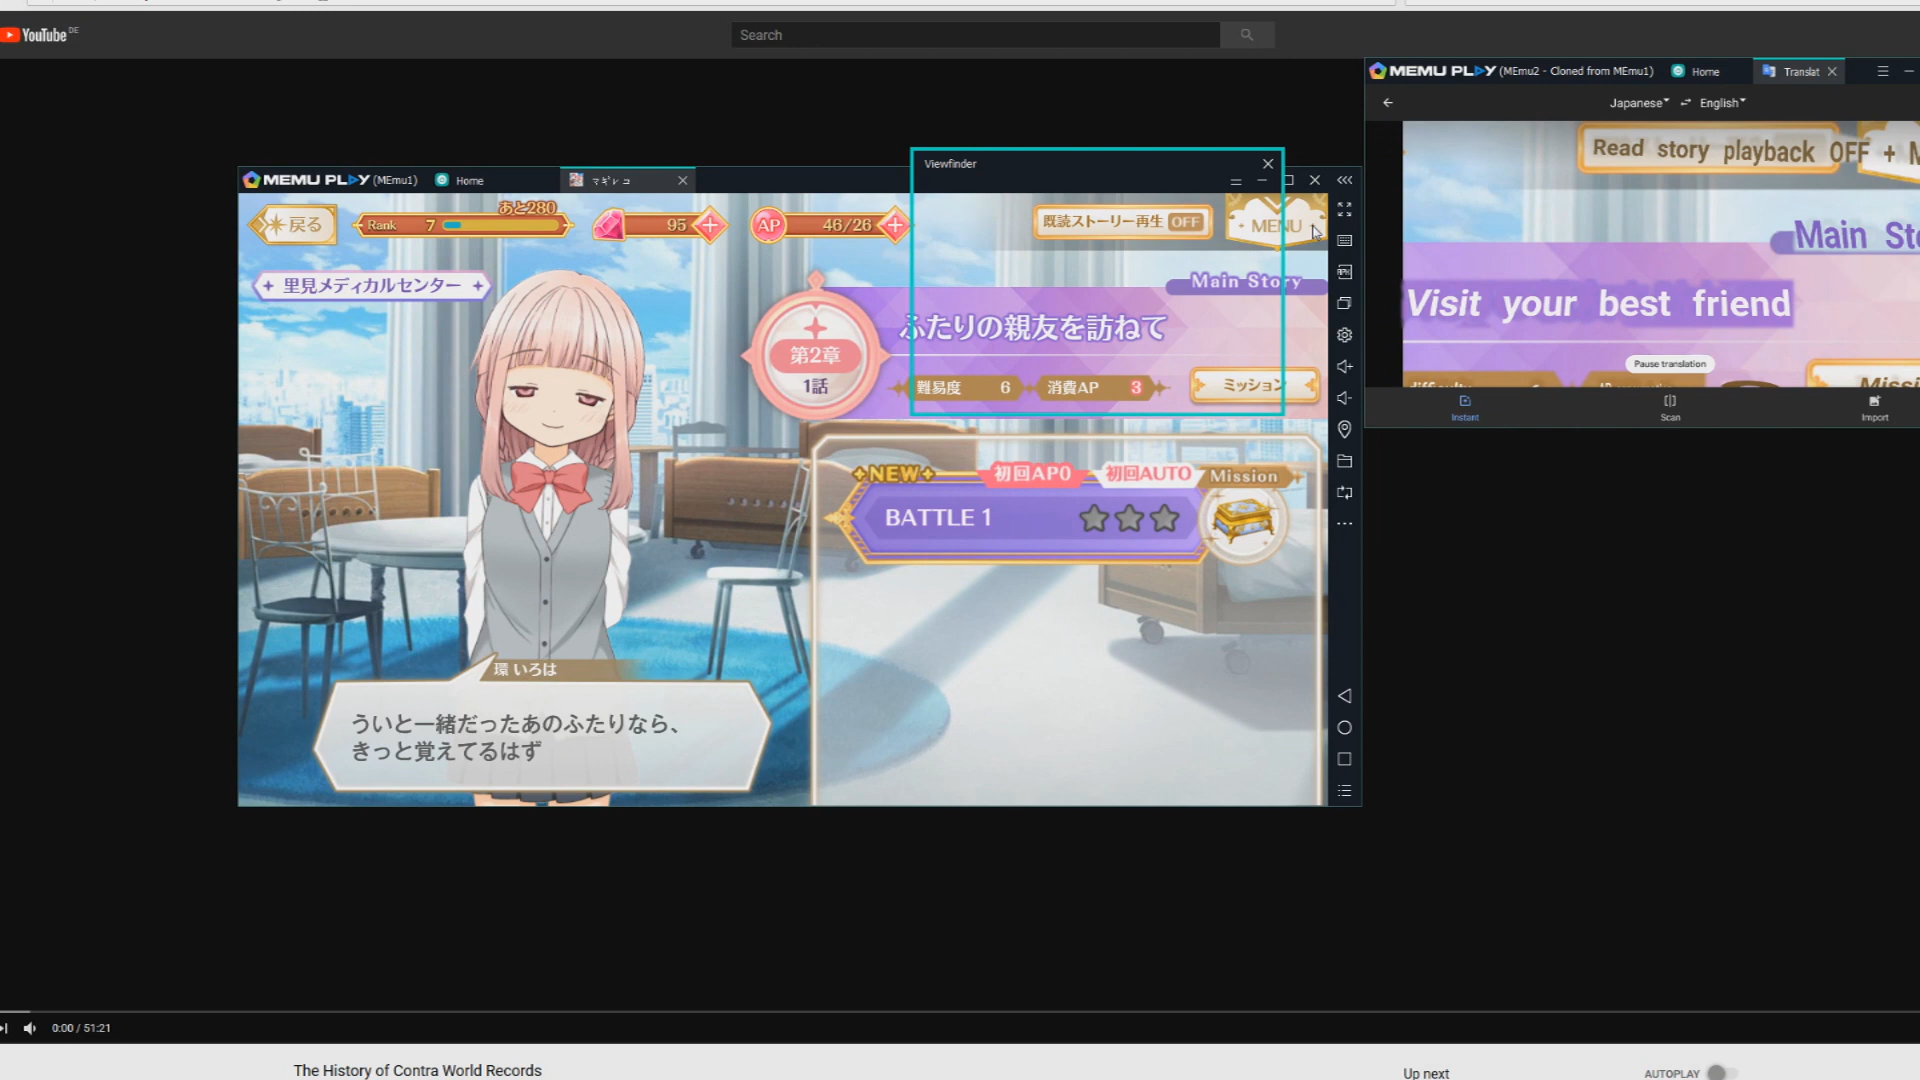 YouTube DE
Search
MEMU PLAY (MEmu2 - Cloned from MEmu1)
Home
Translat
Japanese
English
Read story playback OFF + M
Main Sto
Visit your best friend
Pause translation
Missi
Instant
Scan
Import
Viewfinder
MEMU PLAY (MEmu1)
Home
マギレコ
戻る
Rank 7
あと280
95
AP
46/26
既読ストーリー再生 OFF
MENU
里見メディカルセンター
Main Story
ふたりの親友を訪ねて
第2章
1話
難易度 6
消費AP 3
ミッション
NEW
初回AP0
初回AUTO
Mission
BATTLE 1
環 いろは
ういと一緒だったあのふたりなら、
きっと覚えてるはず
0:00 / 51:21
The History of Contra World Records
Up next
AUTOPLAY